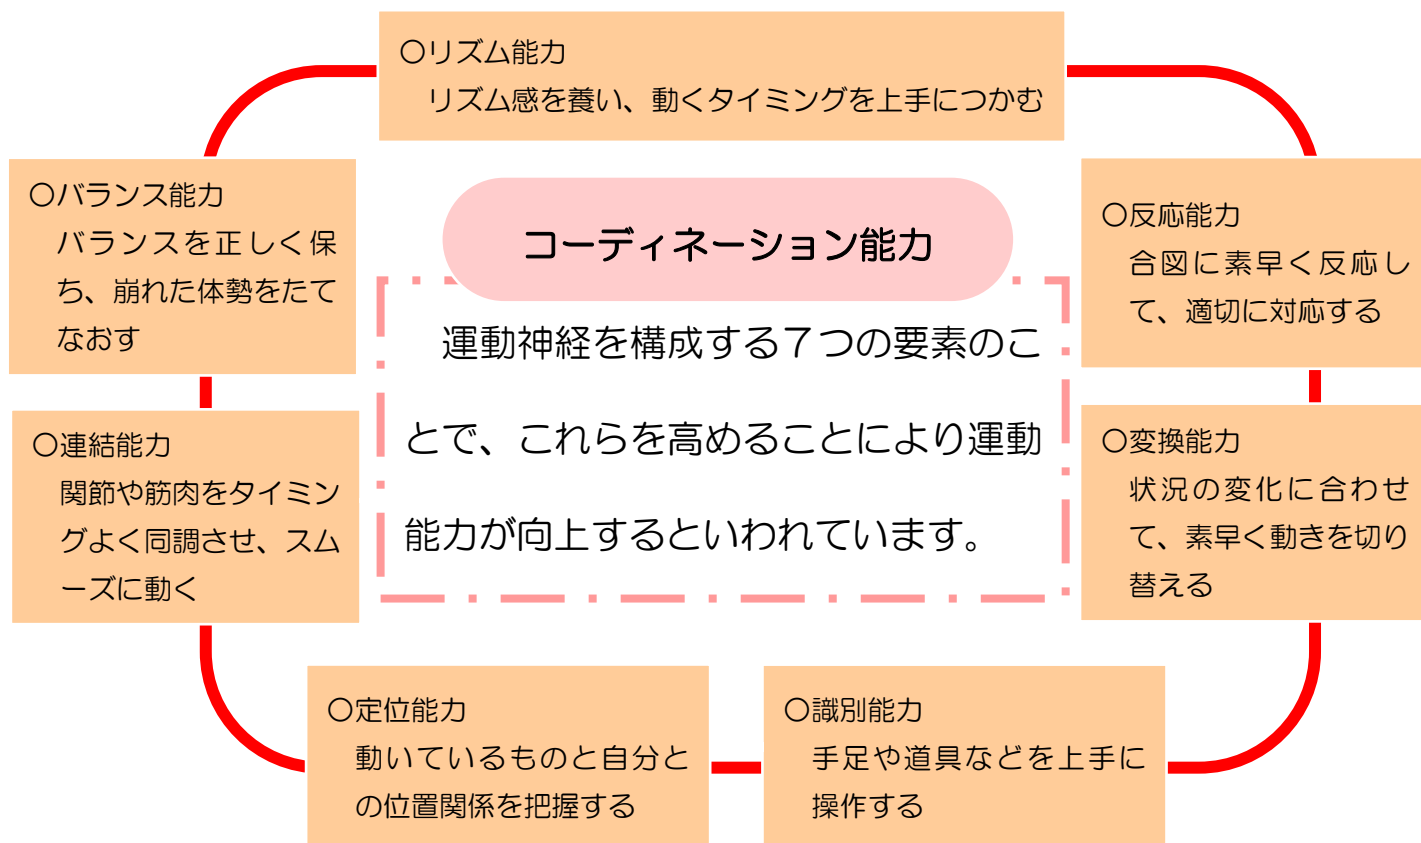 〇リズム能力
リズム感を養い、動くタイミングを上手につかむ
〇バランス能力
バランスを正しく保
ち、崩れた体勢をたて
なおす
コーディネーション能力
運動神経を構成する７つの要素のこ
とで、これらを高めることにより運動
能力が向上するといわれています。
〇反応能力
合図に素早く反応し
て、適切に対応する
〇連結能力
関節や筋肉をタイミン
グよく同調させ、スム
ーズに動く
〇変換能力
状況の変化に合わせ
て、素早く動きを切り
替える
〇定位能力
動いているものと自分と
の位置関係を把握する
〇識別能力
手足や道具などを上手に
操作する